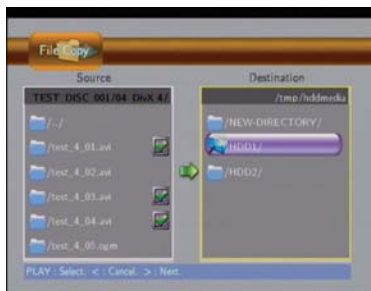 File Copy
Source
Destination
TEST DISC 001/04 DivX 4/
/tmp/hddmedia
/../
/NEW-DIRECTORY/
/test_4_01.avi
/HDD1/
/test_4_02.avi
/HDD2/
/test_4_03.avi
/test_4_04.avi
/test_4_05.ogm
PLAY : Select. < : Cancel. > : Next.